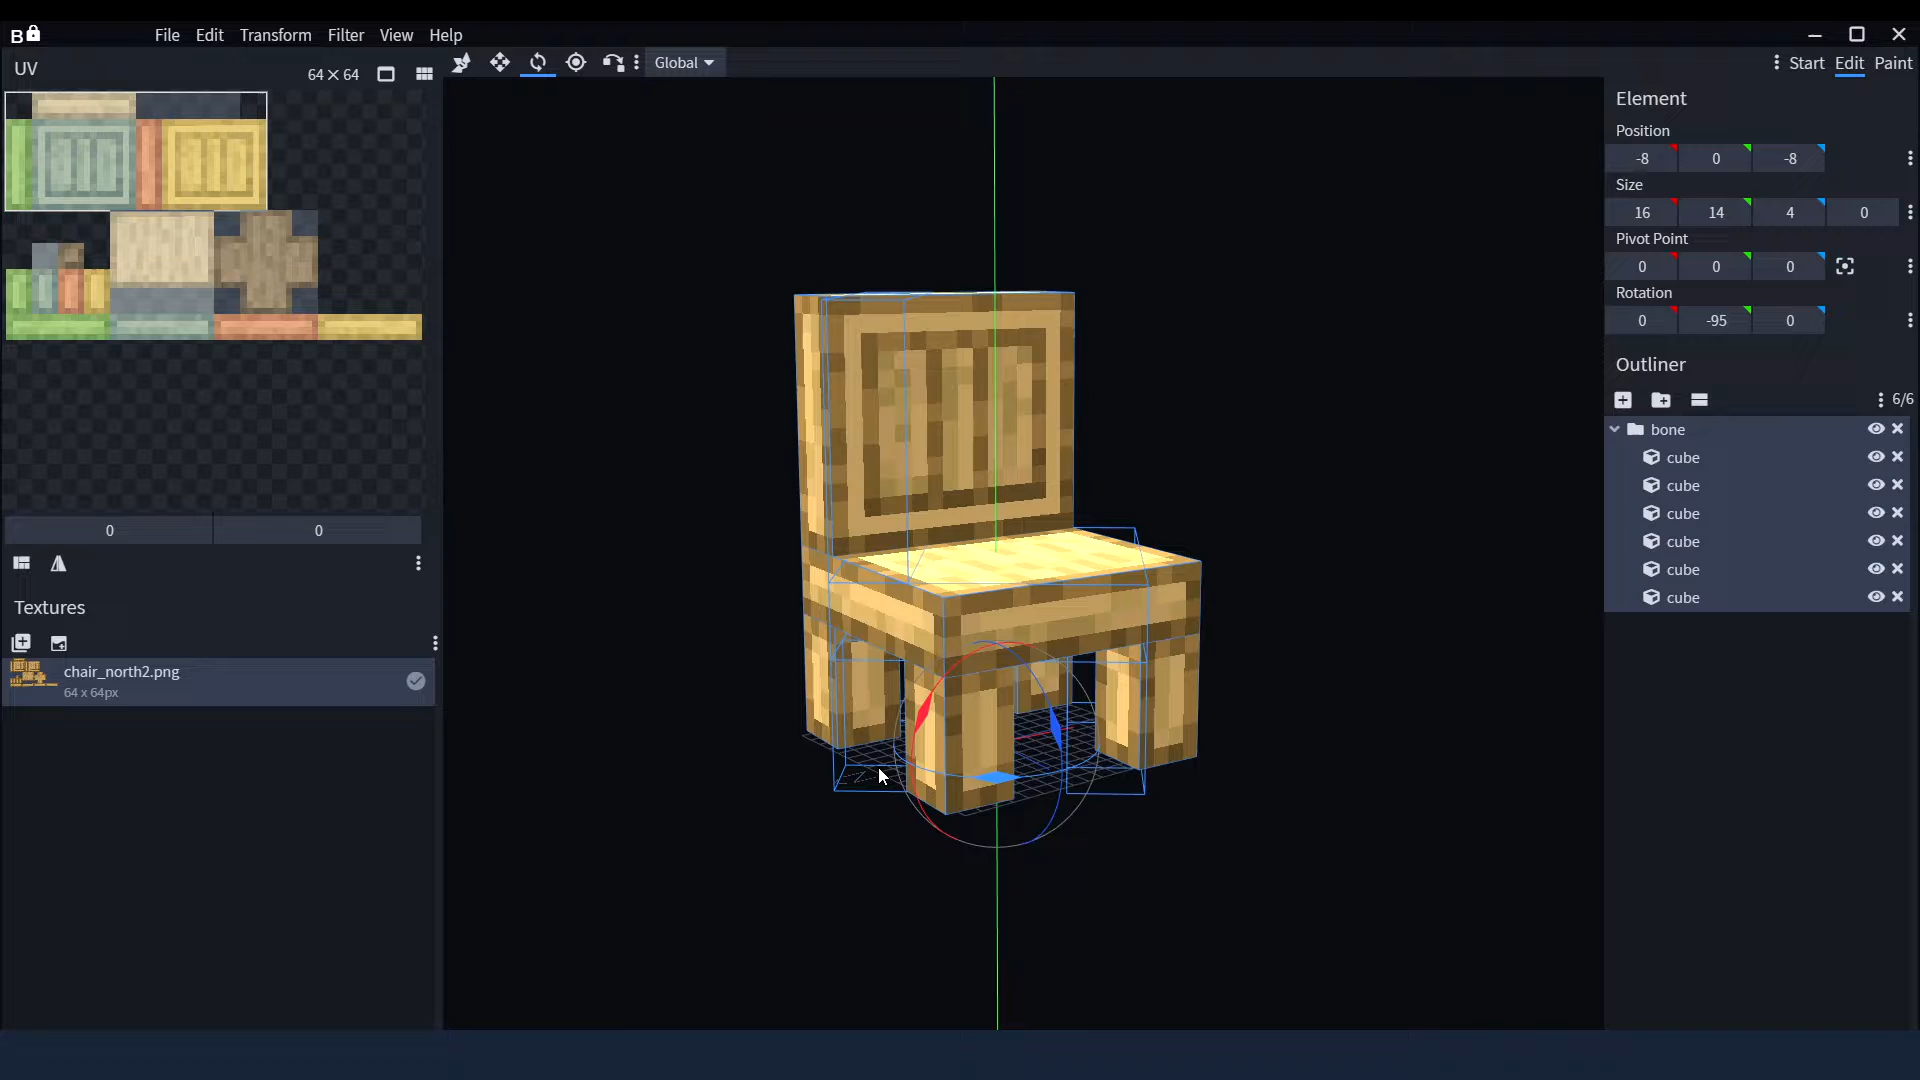 B
File Edit Transform Filter View Help
UV
64×64
Global
Start Edit Paint
Element
Position
-8 0 -8
Size
16 14 4 0
Pivot Point
0 0 0
Rotation
0 -95 0
Outliner
6/6
bone
cube
cube
cube
cube
cube
cube
0 0
Textures
chair_north2.png
64 x 64px